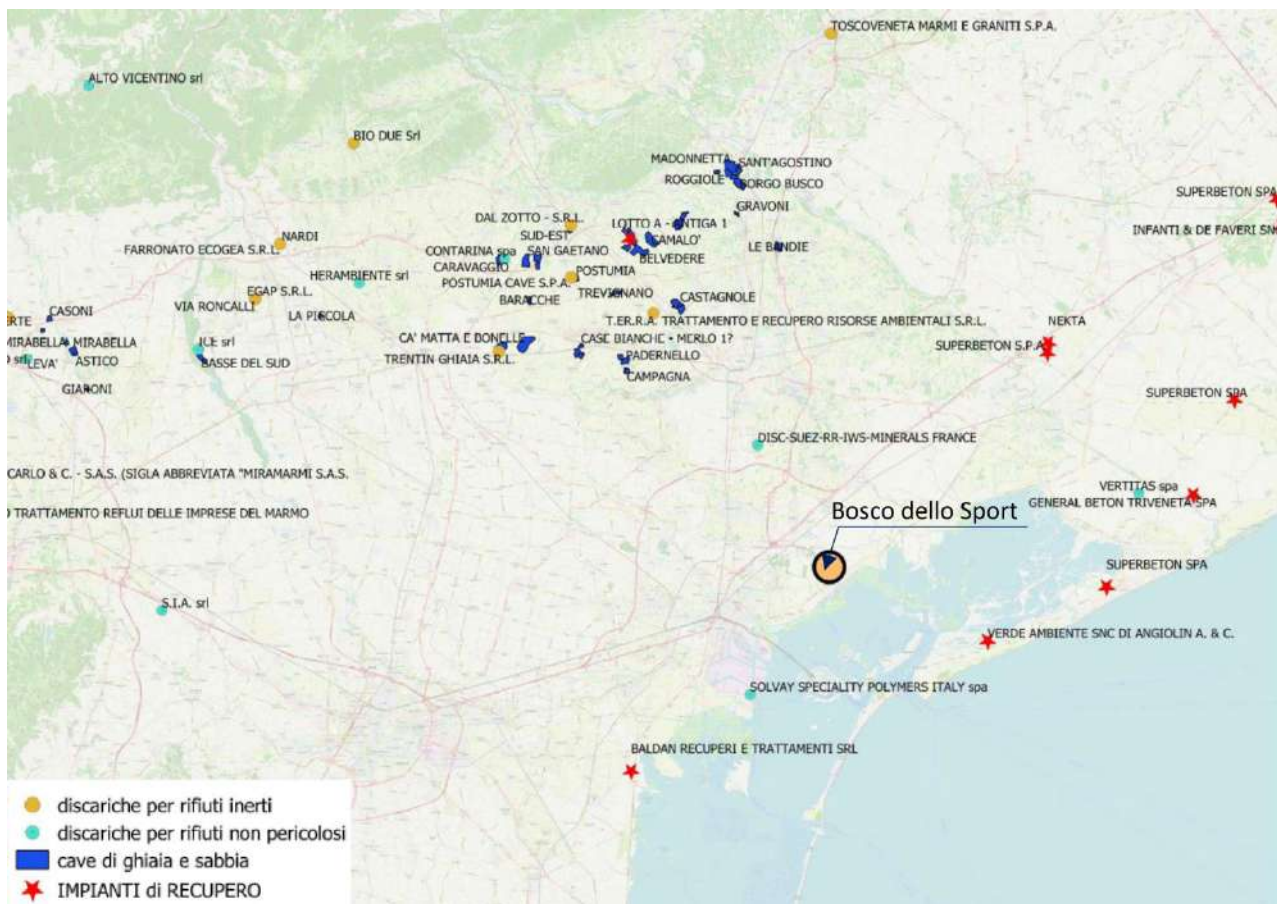 TOSCOVENETA MARMI E GRANITI S.P.A.
ALTO VICENTINO srl
BIO DUE Srl
MADONNETTA
SANT'AGOSTINO
ROGGIOLE
BORGO BUSCO
SUPERBETON SPA
GRAVONI
DAL ZOTTO - S.R.L.
LOTTO A - ANTIGA 1
INFANTI & DE FAVERI SN
NARDI
SUD-EST
CAMALO'
LE BANDIE
FARRONATO ECOGEA S.R.L.
CONTARINA spa
SAN GAETANO
BELVEDERE
CARAVAGGIO
HERAMBIENTE srl
POSTUMIA
POSTUMIA CAVE S.P.A.
EGAP S.R.L.
TREVIGNANO
BARACCHE
CASTAGNOLE
VIA RONCALLI
CASONI
LA PICCOLA
T.ER.R.A. TRATTAMENTO E RECUPERO RISORSE AMBIENTALI S.R.L.
NEKTA
ERTE
MIRABELLA
MIRABELLA
ICE srl
CA' MATTA E BONELLE
CASE BIANCHE - MERLO 1?
SUPERBETON S.P.A.
LEVA'
ASTICO
BASSE DEL SUD
TRENTIN GHIAIA S.R.L.
PADERNELLO
CAMPAGNA
GIARONI
SUPERBETON SPA
DISC-SUEZ-RR-IWS-MINERALS FRANCE
CARLO & C. - S.A.S. (SIGLA ABBREVIATA "MIRAMARMI S.A.S.
VERTITAS spa
GENERAL BETON TRIVENETA SPA
O TRATTAMENTO REFLUI DELLE IMPRESE DEL MARMO
Bosco dello Sport
SUPERBETON SPA
S.I.A. srl
VERDE AMBIENTE SNC DI ANGIOLIN A. & C.
SOLVAY SPECIALITY POLYMERS ITALY spa
BALDAN RECUPERI E TRATTAMENTI SRL
discariche per rifiuti inerti
discariche per rifiuti non pericolosi
cave di ghiaia e sabbia
IMPIANTI di RECUPERO